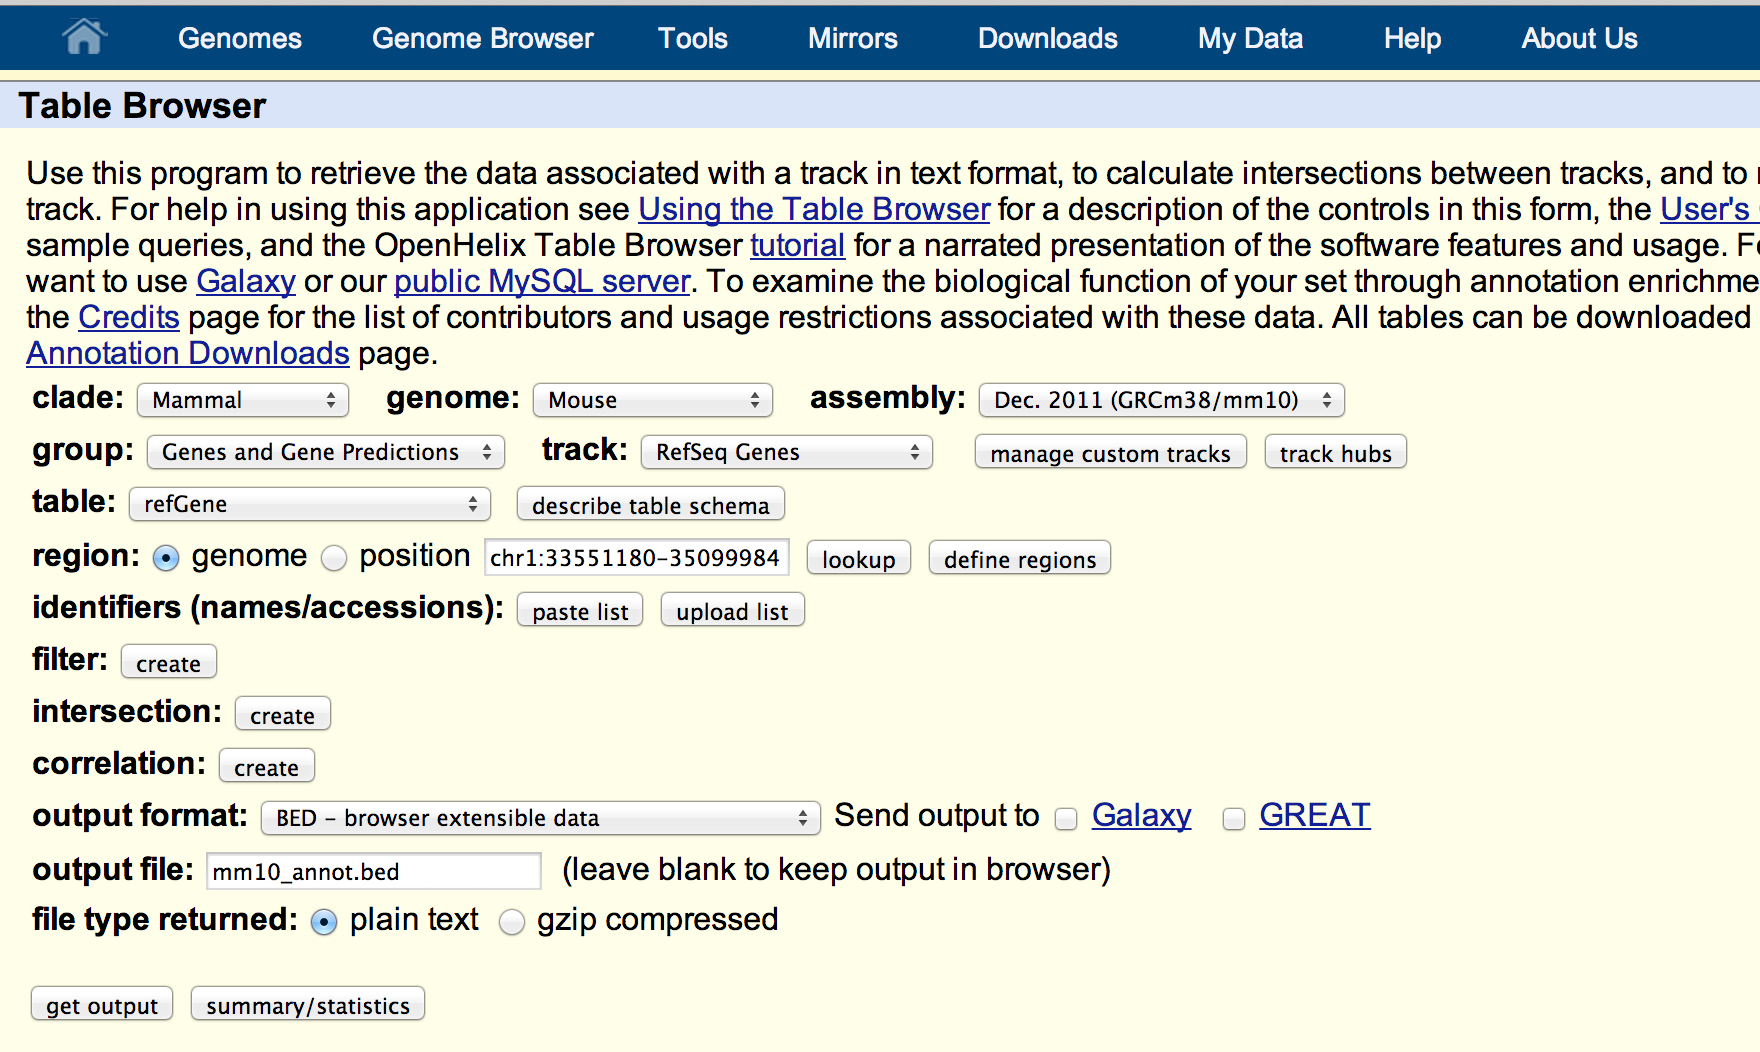 Genomes Genome Browser Tools Mirrors Downloads My Data Help About Us
Table Browser
Use this program to retrieve the data associated with a track in text format, to calculate intersections between tracks, and to
track. For help in using this application see Using the Table Browser for a description of the controls in this form, the User's
sample queries, and the OpenHelix Table Browser tutorial for a narrated presentation of the software features and usage.
want to use Galaxy or our public MySQL server. To examine the biological function of your set through annotation
the Credits page for the list of contributors and usage restrictions associated with these data. All tables can be downloaded
Annotation Downloads page.
clade: Mammal genome: Mouse assembly: Dec. 2011 (GRCm38/mm10)
group: Genes and Gene Predictions track: RefSeq Genes manage custom tracks track hubs
table: refGene describe table schema
region: genome position chr1:33551180-35099984 lookup define regions
identifiers (names/accessions): paste list upload list
filter: create
intersection: create
correlation: create
output format: BED – browser extensible data Send output to Galaxy GREAT
output file: mm10_annot.bed (leave blank to keep output in browser)
file type returned: plain text gzip compressed
get output summary/statistics